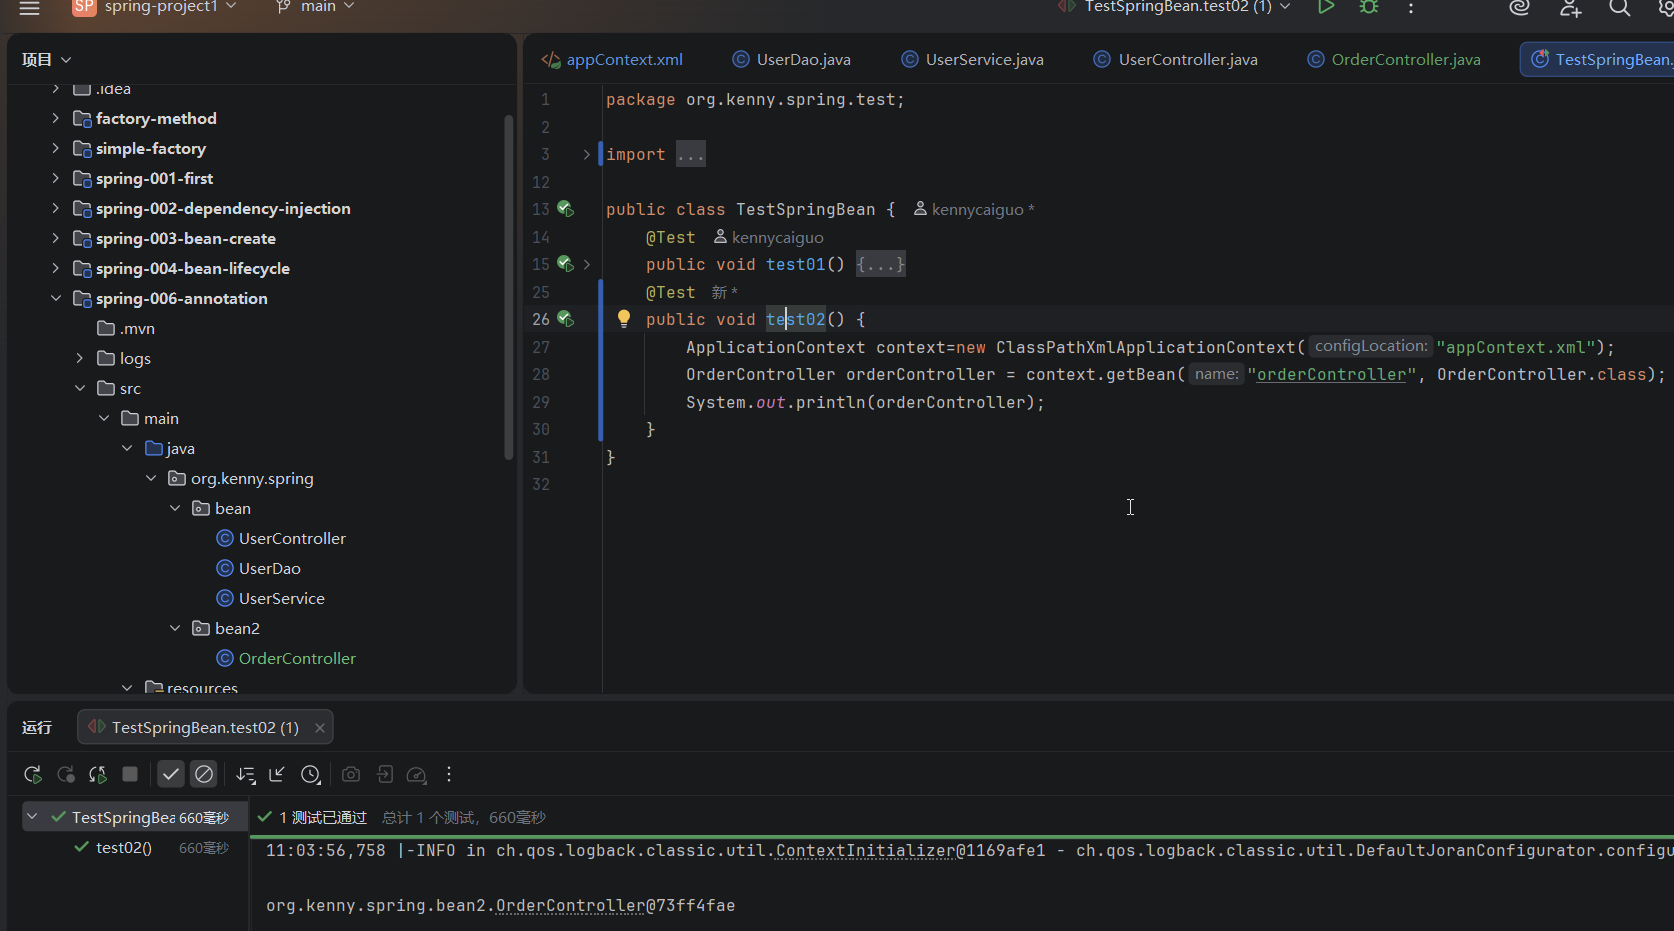 SP spring-project1 main TestSpringBean.test02 (1)
项目
.idea
factory-method
simple-factory
spring-001-first
spring-002-dependency-injection
spring-003-bean-create
spring-004-bean-lifecycle
spring-006-annotation
.mvn
logs
src
main
java
org.kenny.spring
bean
UserController
UserDao
UserService
bean2
OrderController
resources
appContext.xml UserDao.java UserService.java UserController.java OrderController.java TestSpringBean.
1 package org.kenny.spring.test;
2
3 import ...
12
13 public class TestSpringBean { kennycaiguo *
14 @Test kennycaiguo
15 public void test01() {...}
25 @Test 新 *
26 public void test02() {
27 ApplicationContext context=new ClassPathXmlApplicationContext( configLocation: "appContext.xml");
28 OrderController orderController = context.getBean( name: "orderController", OrderController.class);
29 System.out.println(orderController);
30 }
31 }
32
运行 TestSpringBean.test02 (1)
TestSpringBea 660毫秒
test02() 660毫秒
1 测试已通过 总计 1 个测试, 660毫秒
11:03:56,758 |-INFO in ch.qos.logback.classic.util.ContextInitializer@1169afe1 - ch.qos.logback.classic.util.DefaultJoranConfigurator.configu
org.kenny.spring.bean2.OrderController@73ff4fae